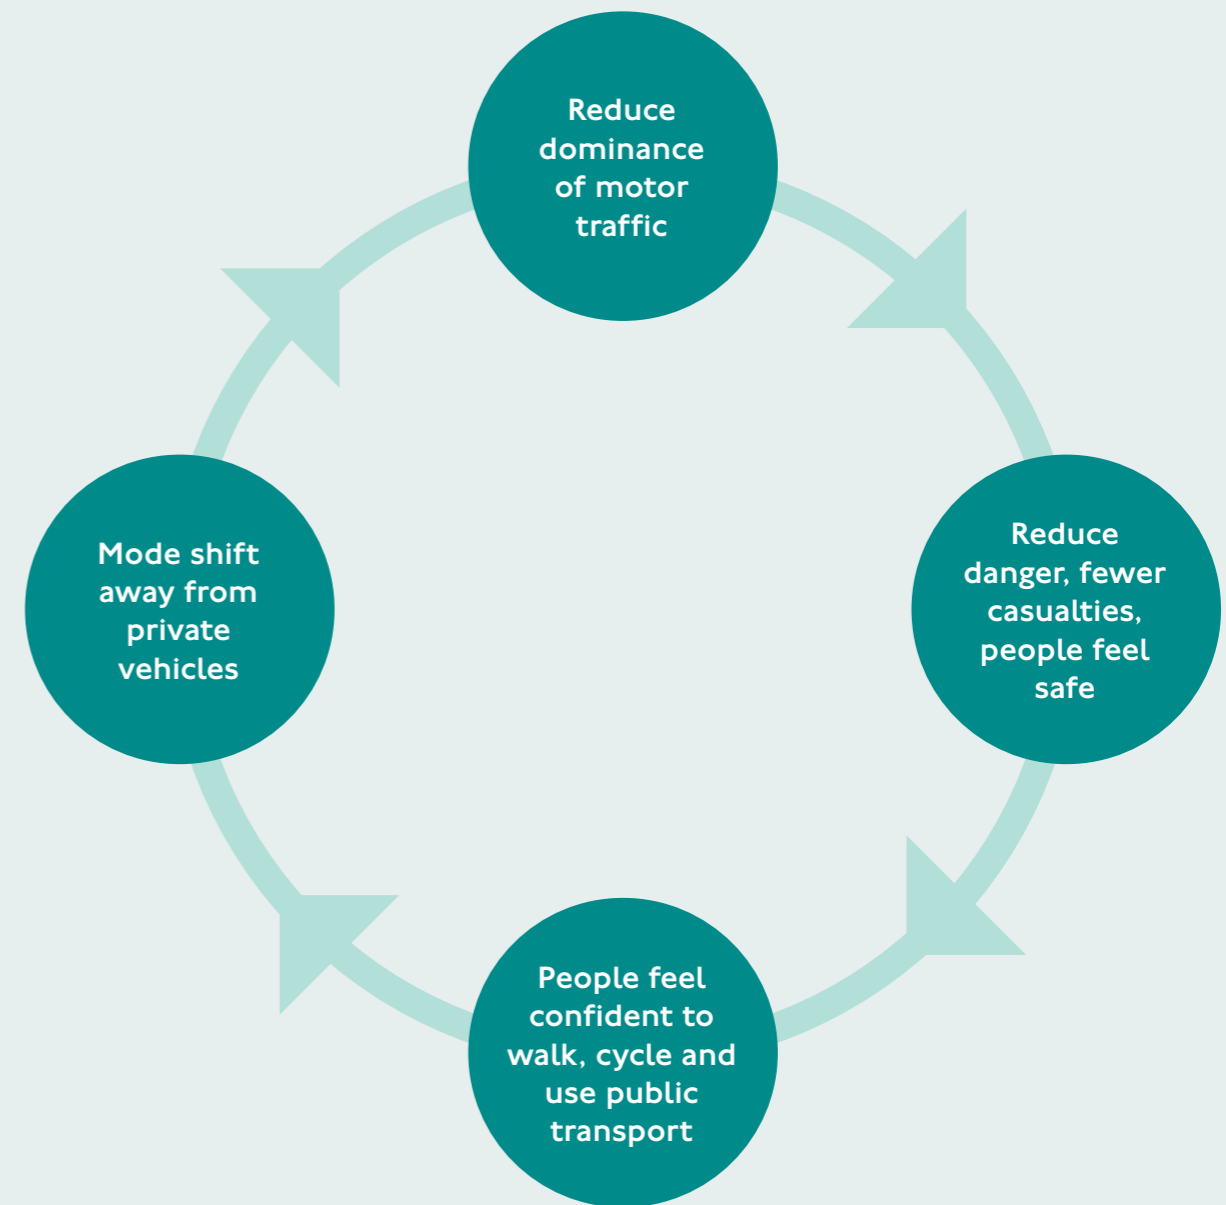 Reduce
dominance
of motor
traffic
Reduce
danger, fewer
casualties,
people feel
safe
People feel
confident to
walk, cycle and
use public
transport
Mode shift
away from
private
vehicles